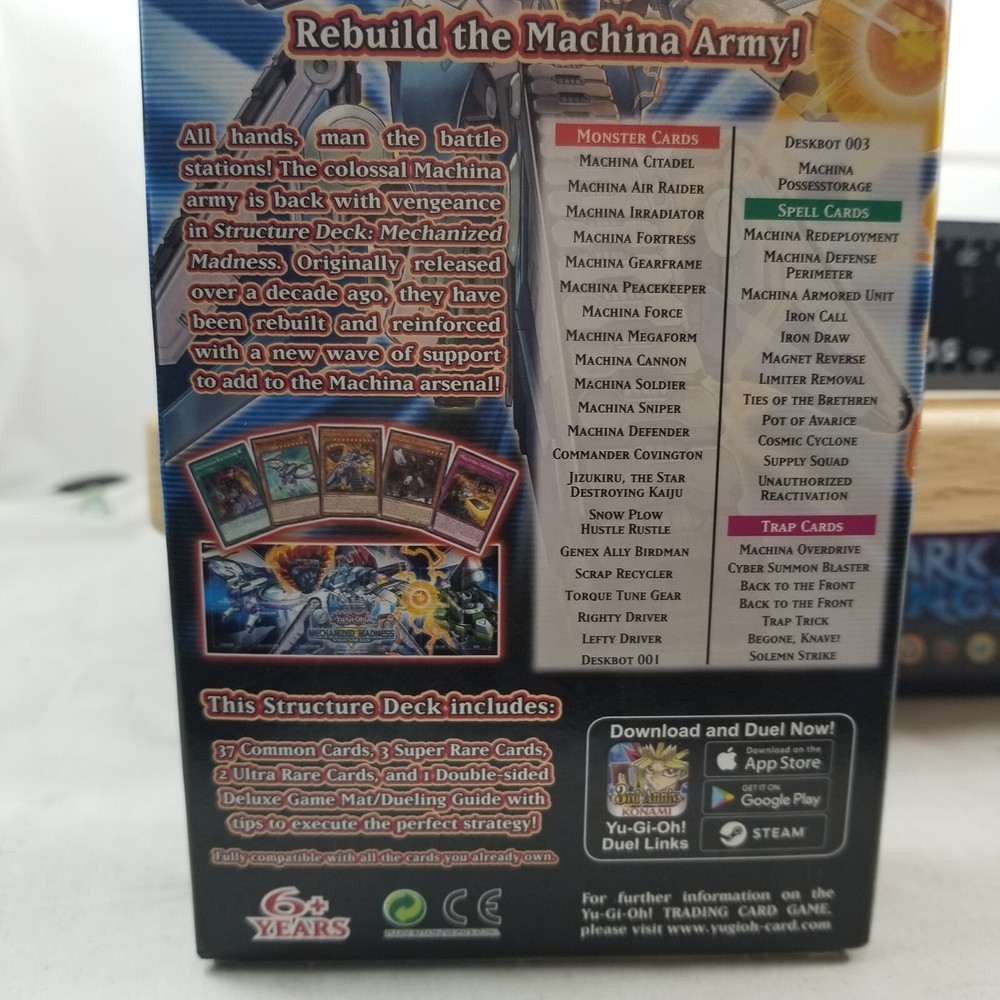 Rebuild the Machina Army!
All hands, man the battle
stations! The colossal Machina
army is back with vengeance
in Structure Deck: Mechanized
Madness. Originally released
over a decade ago, they have
been rebuilt and reinforced
with a new wave of support
to add to the Machina arsenal!
MONSTER CARDS
MACHINA CITADEL
MACHINA AIR RAIDER
MACHINA IRRADIATOR
MACHINA FORTRESS
MACHINA GEARFRAME
MACHINA PEACEKEEPER
MACHINA FORCE
MACHINA MEGAFORM
MACHINA CANNON
MACHINA SOLDIER
MACHINA SNIPER
MACHINA DEFENDER
COMMANDER COVINGTON
JIZUKIRU, THE STAR
DESTROYING KAIJU
SNOW PLOW
HUSTLE RUSTLE
GENEX ALLY BIRDMAN
SCRAP RECYCLER
TORQUE TUNE GEAR
RIGHTY DRIVER
LEFTY DRIVER
DESKBOT 001
DESKBOT 003
MACHINA
POSSESSTORAGE
SPELL CARDS
MACHINA REDEPLOYMENT
MACHINA DEFENSE
PERIMETER
MACHINA ARMORED UNIT
IRON CALL
IRON DRAW
MAGNET REVERSE
LIMITER REMOVAL
TIES OF THE BRETHREN
POT OF AVARICE
COSMIC CYCLONE
SUPPLY SQUAD
UNAUTHORIZED
REACTIVATION
TRAP CARDS
MACHINA OVERDRIVE
CYBER SUMMON BLASTER
BACK TO THE FRONT
BACK TO THE FRONT
TRAP TRICK
BEGONE, KNAVE!
SOLEMN STRIKE
Yu-Gi-Oh!
MECHANIZED MADNESS
This Structure Deck includes:
37 Common Cards, 3 Super Rare Cards,
2 Ultra Rare Cards, and 1 Double-sided
Deluxe Game Mat/Dueling Guide with
tips to execute the perfect strategy!
Fully compatible with all the cards you already own.
6+
YEARS
CE
PLEASE RETAIN THIS PACKAGING.
Download and Duel Now!
3rd Anniv
KONAMI
Yu-Gi-Oh!
Duel Links
Download on the
App Store
GET IT ON
Google Play
STEAM
For further information on the
Yu-Gi-Oh! TRADING CARD GAME,
please visit www.yugioh-card.com
ARK